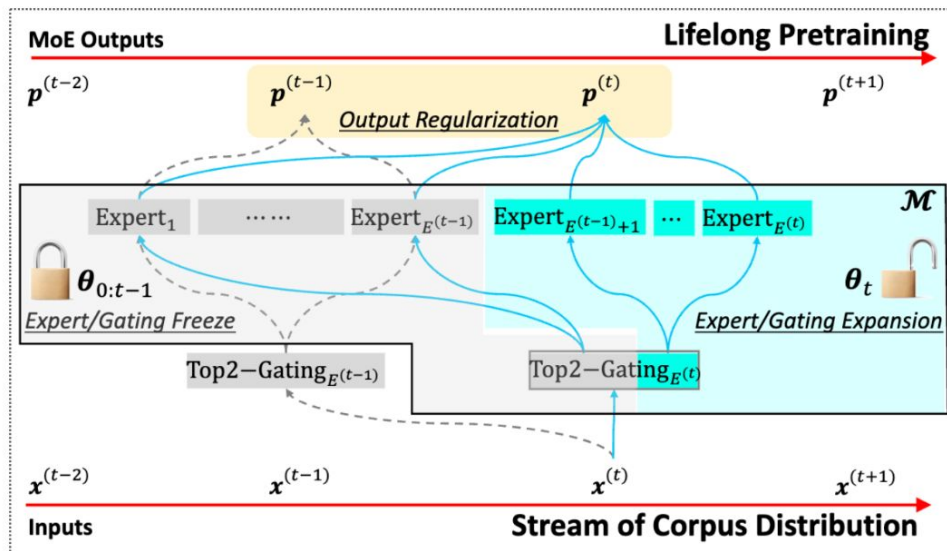 MoE Outputs Lifelong Pretraining
p^(t−2) p^(t−1) p^(t) p^(t+1)
Output Regularization
ℳ
Expert₁ ⋯⋯ Expert_E^(t−1) Expert_E^(t−1)+1 ⋯ Expert_E^(t)
θ_0:t−1 θ_t
Expert/Gating Freeze Expert/Gating Expansion
Top2−Gating_E^(t−1) Top2−Gating_E^(t)
x^(t−2) x^(t−1) x^(t) x^(t+1)
Inputs Stream of Corpus Distribution